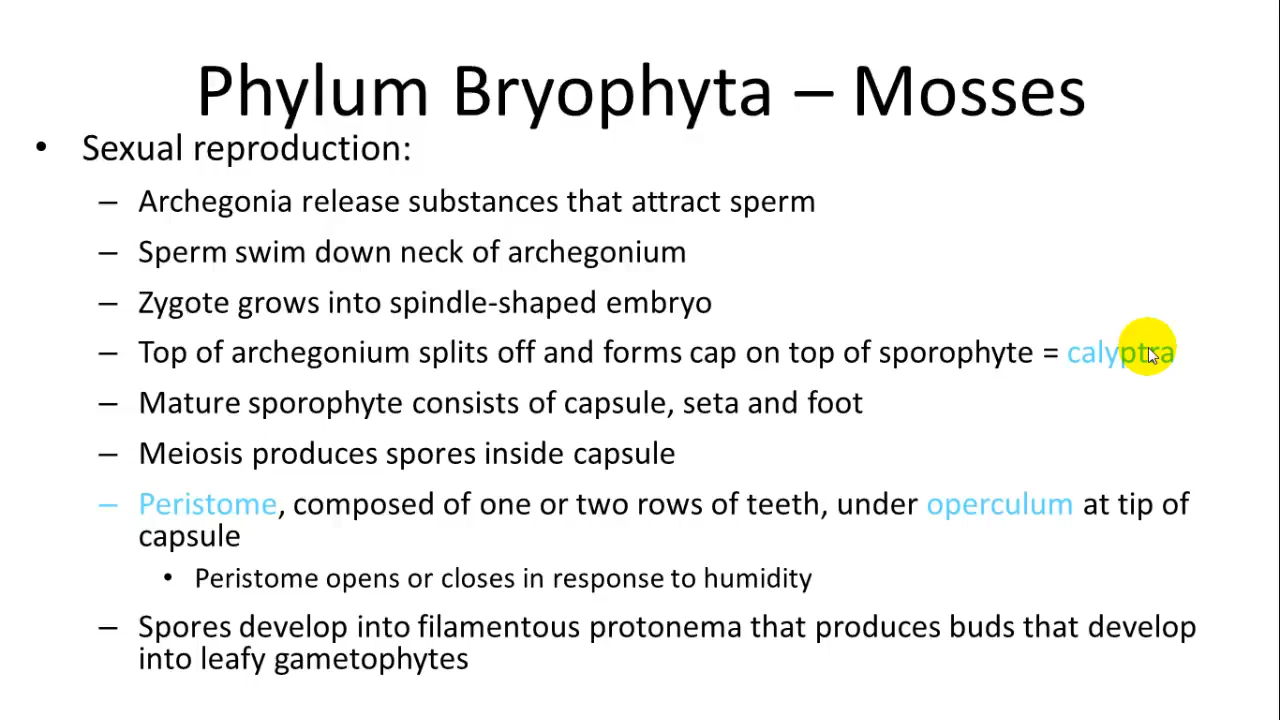 Phylum Bryophyta – Mosses
• Sexual reproduction:
– Archegonia release substances that attract sperm
– Sperm swim down neck of archegonium
– Zygote grows into spindle-shaped embryo
– Top of archegonium splits off and forms cap on top of sporophyte = calyptra
– Mature sporophyte consists of capsule, seta and foot
– Meiosis produces spores inside capsule
– Peristome, composed of one or two rows of teeth, under operculum at tip of
capsule
• Peristome opens or closes in response to humidity
– Spores develop into filamentous protonema that produces buds that develop
into leafy gametophytes